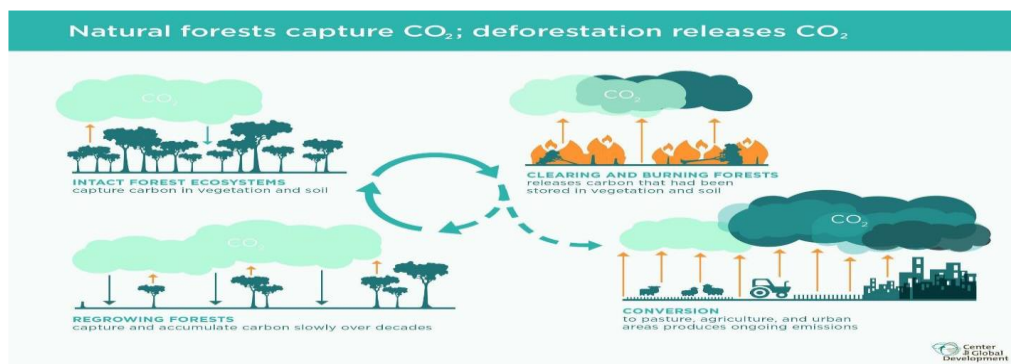 Natural forests capture CO₂; deforestation releases CO₂
CO₂
INTACT FOREST ECOSYSTEMS
capture carbon in vegetation and soil
CO₂
CLEARING AND BURNING FORESTS
releases carbon that had been
stored in vegetation and soil
CO₂
REGROWING FORESTS
capture and accumulate carbon slowly over decades
CO₂
CONVERSION
to pasture, agriculture, and urban
areas produces ongoing emissions
Center
Global
Development